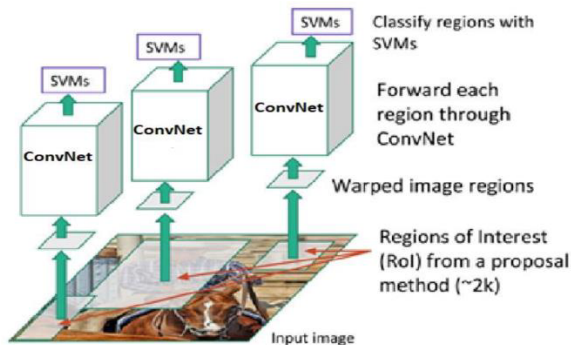 SVMs
SVMs
SVMs
Classify regions with
SVMs
ConvNet
ConvNet
ConvNet
Forward each
region through
ConvNet
Warped image regions
Regions of Interest
(RoI) from a proposal
method (~2k)
Input image